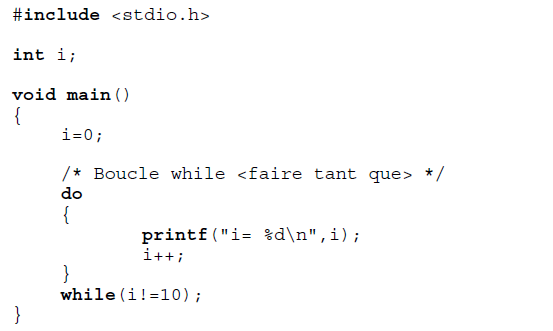 #include <stdio.h>
int i;
void main()
{
i=0;
/* Boucle while <faire tant que> */
do
{
printf("i= %d\n",i);
i++;
}
while(i!=10);
}